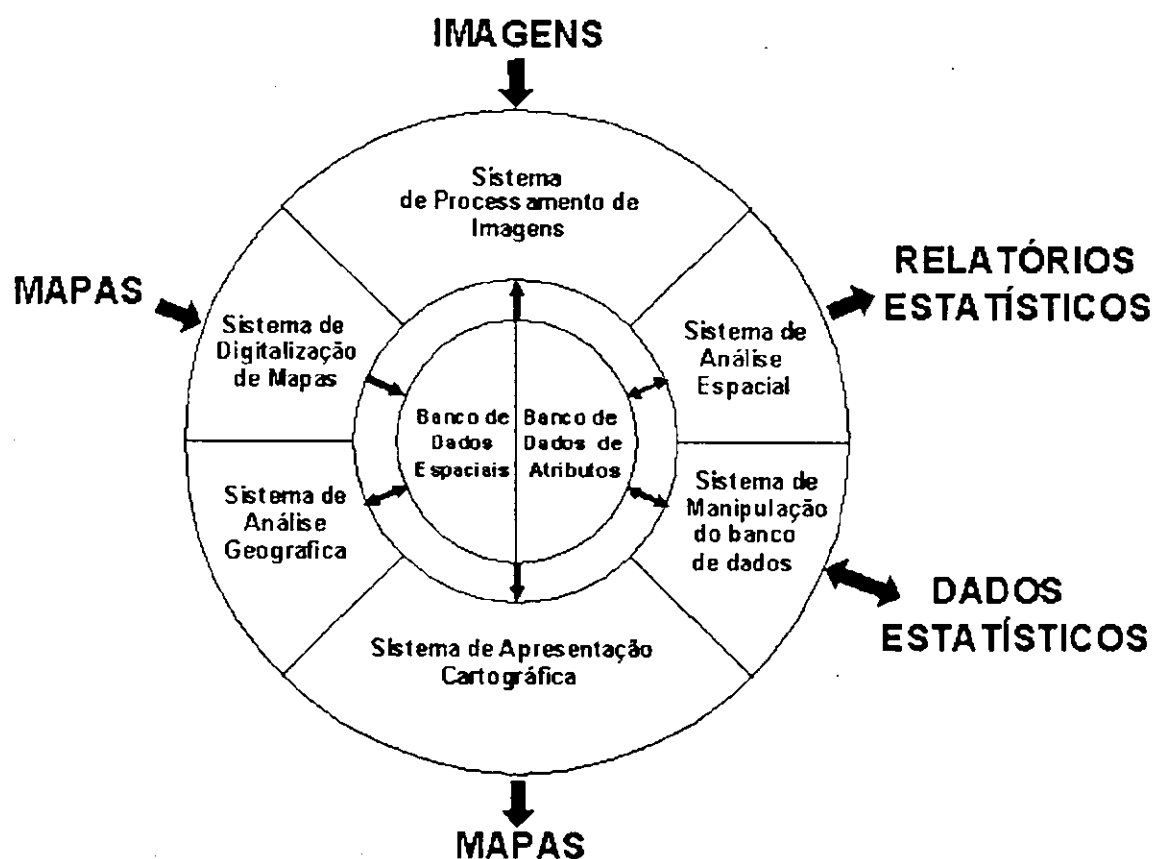 IMAGENS
Sistema
de Processamento de
Imagens
MAPAS
Sistema de
Digitalização
de Mapas
RELATÓRIOS
ESTATÍSTICOS
Sistema de
Análise
Espacial
Banco de
Dados
Espaciais
Banco de
Dados de
Atributos
Sistema de
Análise
Geografica
Sistema de
Manipulação
do banco
de dados
DADOS
ESTATÍSTICOS
Sistema de Apresentação
Cartográfica
MAPAS